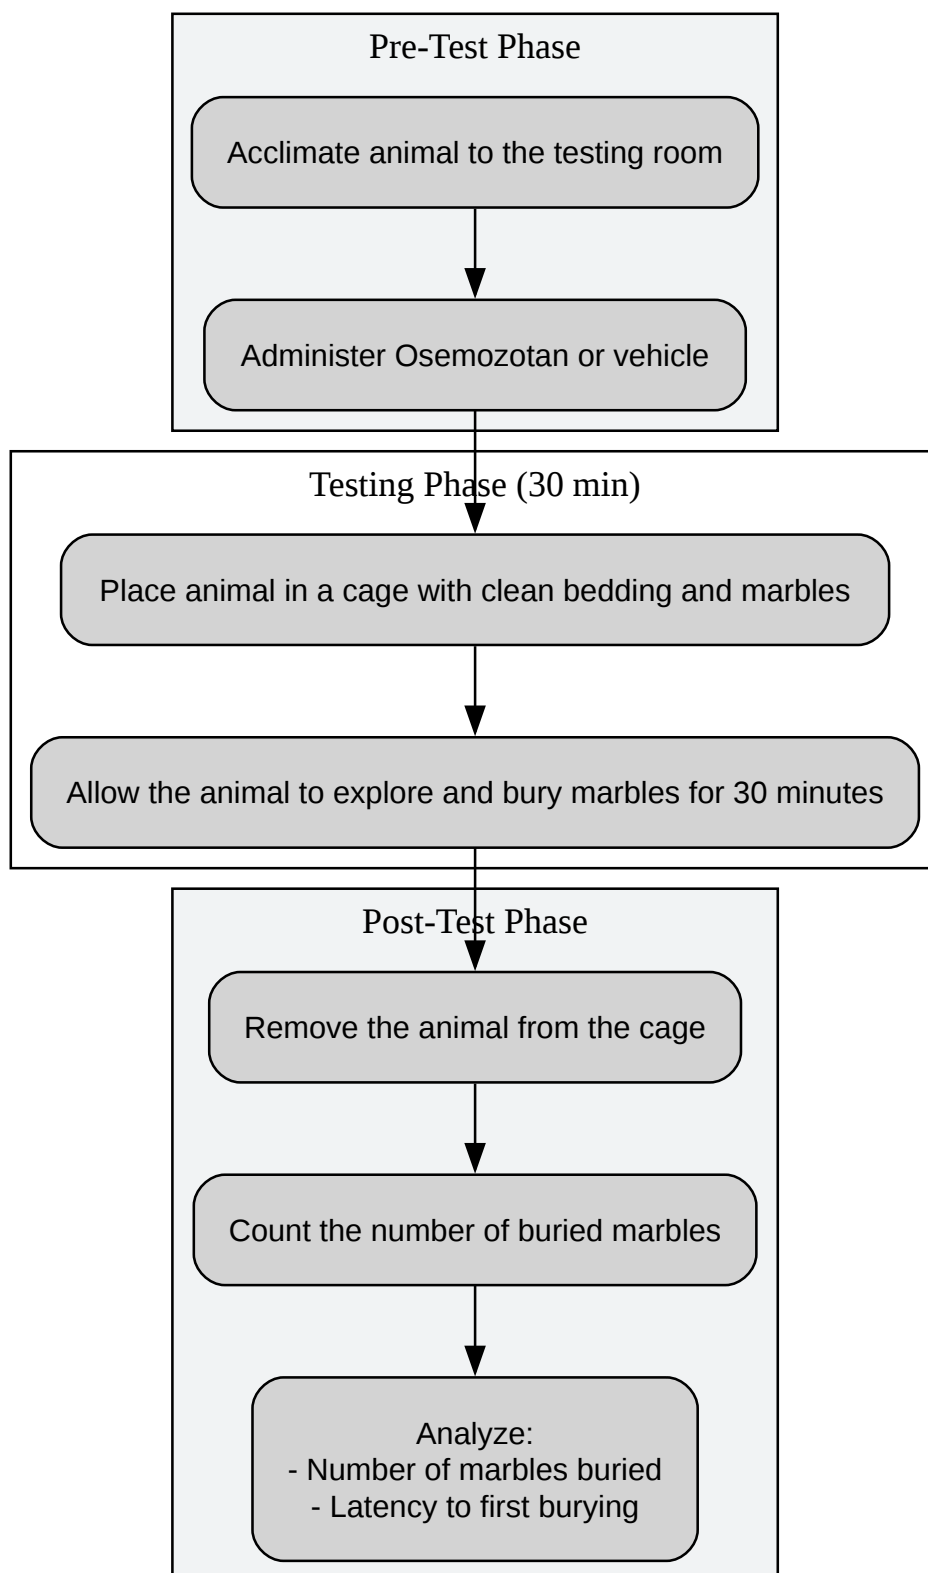 Pre-Test Phase
Acclimate animal to the testing room
Administer Osemozotan or vehicle
Testing Phase (30 min)
Place animal in a cage with clean bedding and marbles
Allow the animal to explore and bury marbles for 30 minutes
Post-Test Phase
Remove the animal from the cage
Count the number of buried marbles
Analyze:
- Number of marbles buried
- Latency to first burying